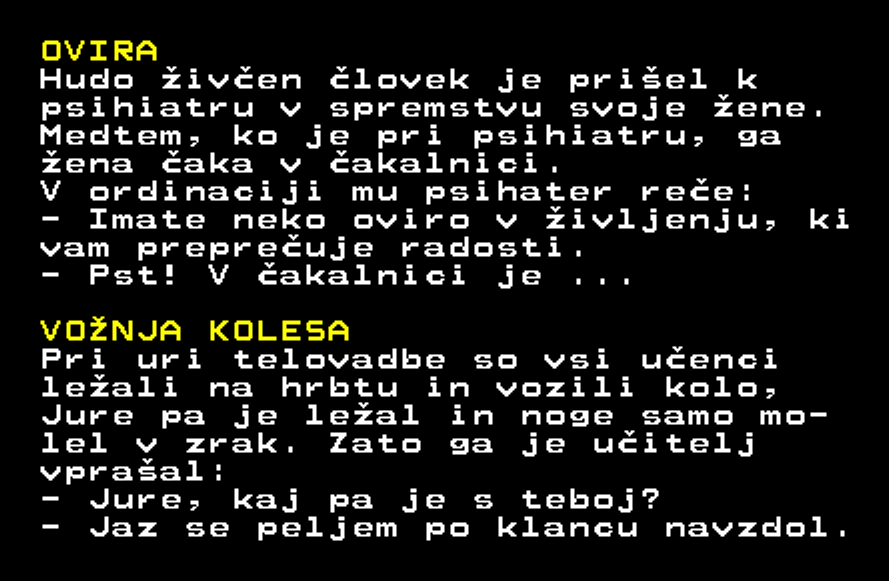 OVIRA
Hudo živčen človek je prišel k
psihiatru v spremstvu svoje žene.
Medtem, ko je pri psihiatru, ga
žena čaka v čakalnici.
V ordinaciji mu psihater reče:
- Imate neko oviro v življenju, ki
vam preprečuje radosti.
- Pst! V čakalnici je ...
VOŽNJA KOLESA
Pri uri telovadbe so vsi učenci
ležali na hrbtu in vozili kolo,
Jure pa je ležal in noge samo mo-
lel v zrak. Zato ga je učitelj
vprašal:
- Jure, kaj pa je s teboj?
- Jaz se peljem po klancu navzdol.